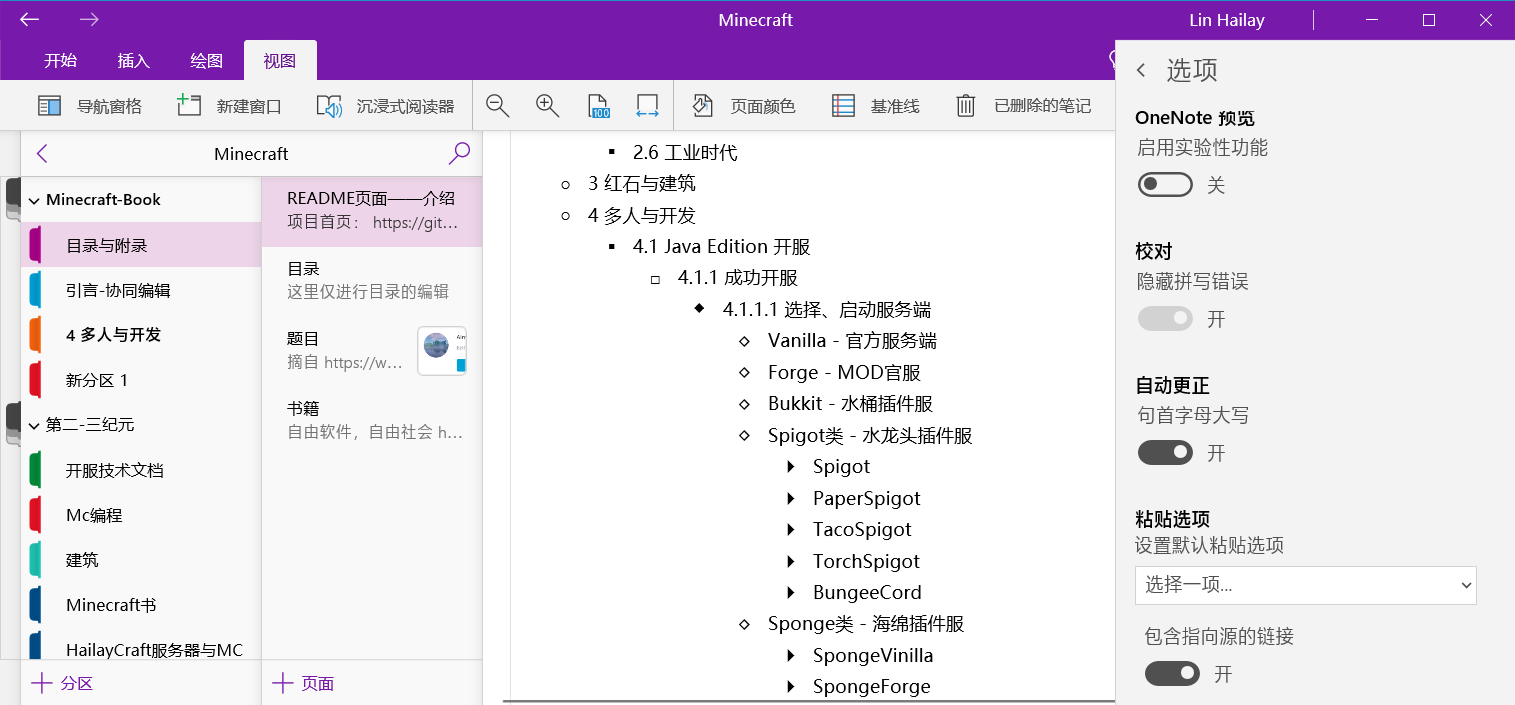 Minecraft
Lin Hailay
开始 插入 绘图 视图
导航窗格 新建窗口 沉浸式阅读器 100 页面颜色 基准线 已删除的笔记
Minecraft
Minecraft-Book
目录与附录
引言-协同编辑
4 多人与开发
新分区 1
第二-三纪元
开服技术文档
Mc编程
建筑
Minecraft书
HailayCraft服务器与MC
分区
README页面——介绍
项目首页： https://git...
目录
这里仅进行目录的编辑
题目
摘自 https://w...
书籍
自由软件，自由社会 h...
页面
▪ 2.6 工业时代
○ 3 红石与建筑
○ 4 多人与开发
▪ 4.1 Java Edition 开服
□ 4.1.1 成功开服
◆ 4.1.1.1 选择、启动服务端
◇ Vanilla - 官方服务端
◇ Forge - MOD官服
◇ Bukkit - 水桶插件服
◇ Spigot类 - 水龙头插件服
Spigot
PaperSpigot
TacoSpigot
TorchSpigot
BungeeCord
◇ Sponge类 - 海绵插件服
SpongeVinilla
SpongeForge
选项
OneNote 预览
启用实验性功能
关
校对
隐藏拼写错误
开
自动更正
句首字母大写
开
粘贴选项
设置默认粘贴选项
选择一项...
包含指向源的链接
开